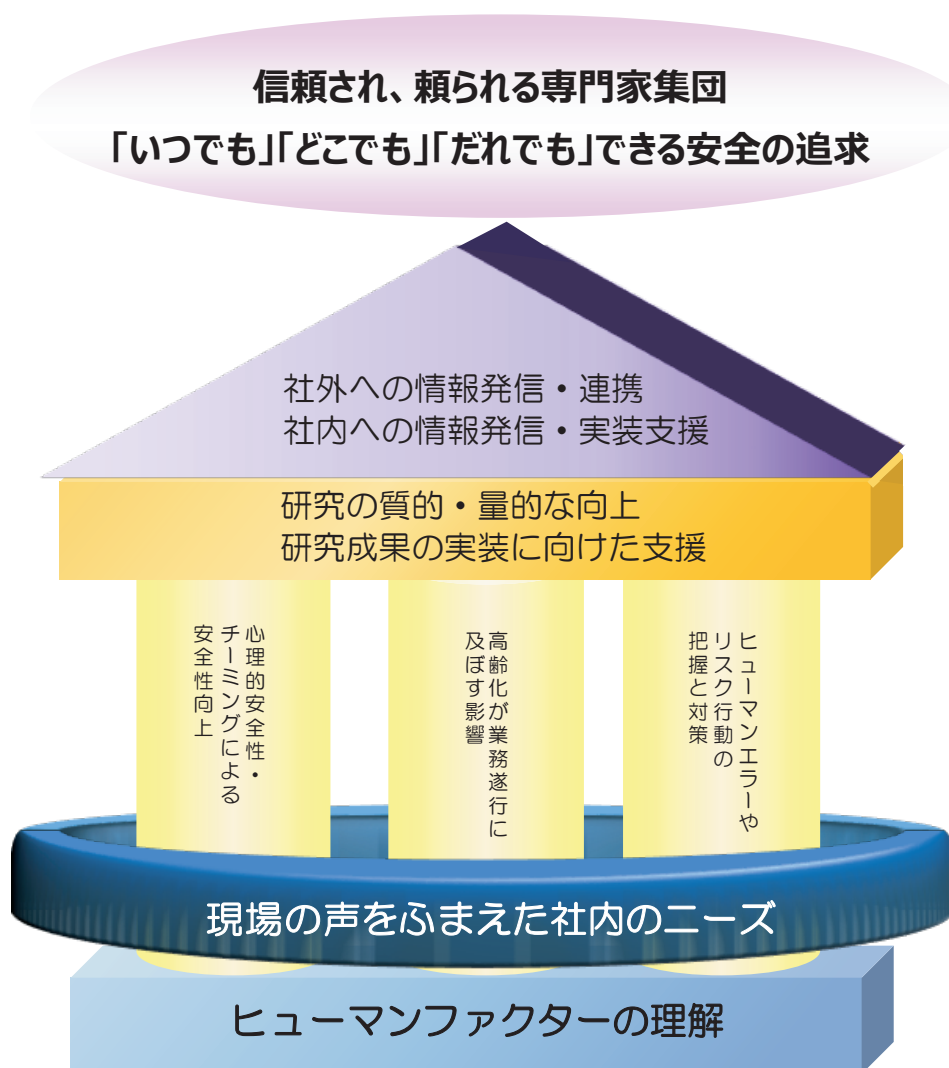 信頼され、頼られる専門家集団
「いつでも」「どこでも」「だれでも」できる安全の追求
社外への情報発信・連携
社内への情報発信・実装支援
研究の質的・量的な向上
研究成果の実装に向けた支援
心理的安全性・
チーミングによる
安全性向上
高齢化が業務遂行に
及ぼす影響
ヒューマンエラーや
リスク行動の
把握と対策
現場の声をふまえた社内のニーズ
ヒューマンファクターの理解